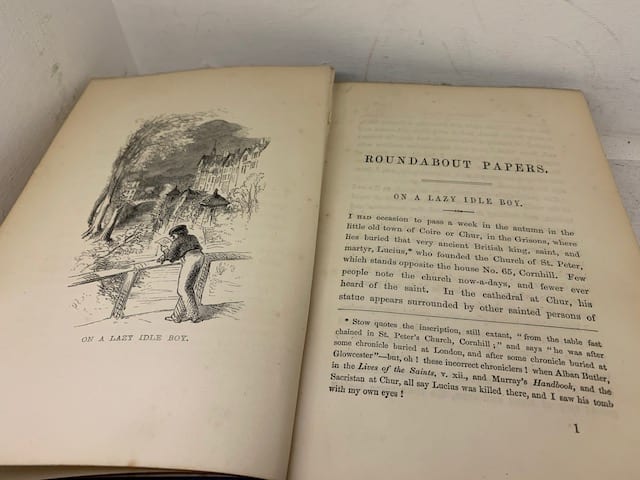 ON A LAZY IDLE BOY.
ROUNDABOUT PAPERS.
ON A LAZY IDLE BOY.
I HAD occasion to pass a week in the autumn in the
little old town of Coire or Chur, in the Grisons, where
lies buried that very ancient British king, saint, and
martyr, Lucius,* who founded the Church of St. Peter,
which stands opposite the house No. 65, Cornhill. Few
people note the church now-a-days, and fewer ever
heard of the saint. In the cathedral at Chur, his
statue appears surrounded by other sainted persons of
* Stow quotes the inscription, still extant, "from the table fast
chained in St. Peter's Church, Cornhill;" and says "he was after
some chronicle buried at London, and after some chronicle buried at
Glowcester"—but, oh! these incorrect chroniclers! when Alban Butler,
in the Lives of the Saints, v. xii., and Murray's Handbook, and the
Sacristan at Chur, all say Lucius was killed there, and I saw his tomb
with my own eyes!
1